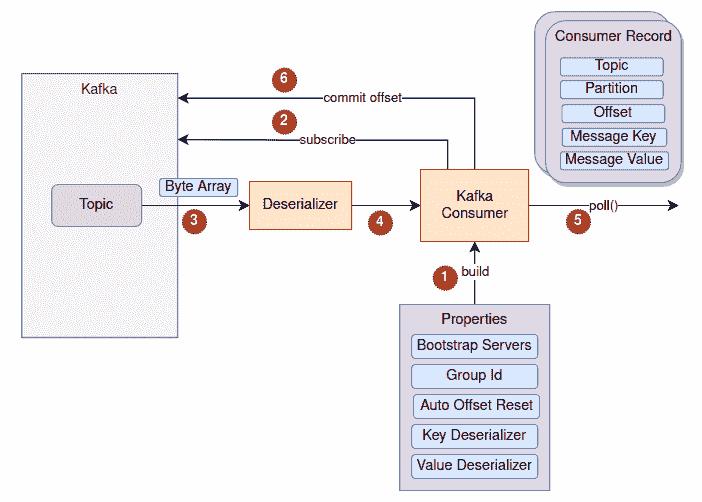 Consumer Record
Topic
Partition
Offset
Message Key
Message Value
Kafka
6
commit offset
2
subscribe
Topic
Byte Array
3
Deserializer
4
Kafka
Consumer
5
poll()
1
build
Properties
Bootstrap Servers
Group Id
Auto Offset Reset
Key Deserializer
Value Deserializer